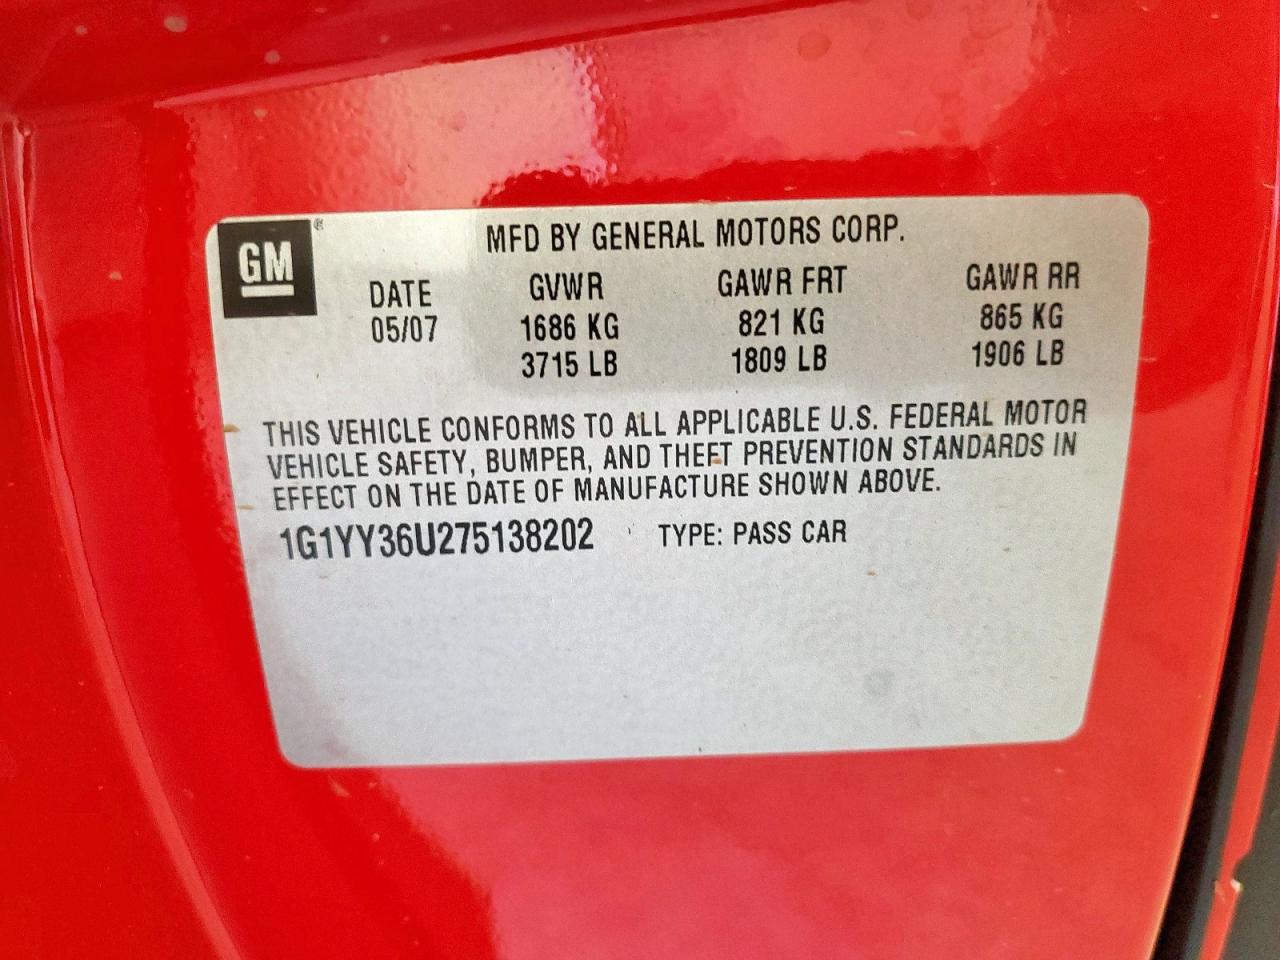 GM ®
MFD BY GENERAL MOTORS CORP.
DATE GVWR GAWR FRT GAWR RR
05/07 1686 KG 821 KG 865 KG
3715 LB 1809 LB 1906 LB
THIS VEHICLE CONFORMS TO ALL APPLICABLE U.S. FEDERAL MOTOR
VEHICLE SAFETY, BUMPER, AND THEFT PREVENTION STANDARDS IN
EFFECT ON THE DATE OF MANUFACTURE SHOWN ABOVE.
1G1YY36U275138202 TYPE: PASS CAR